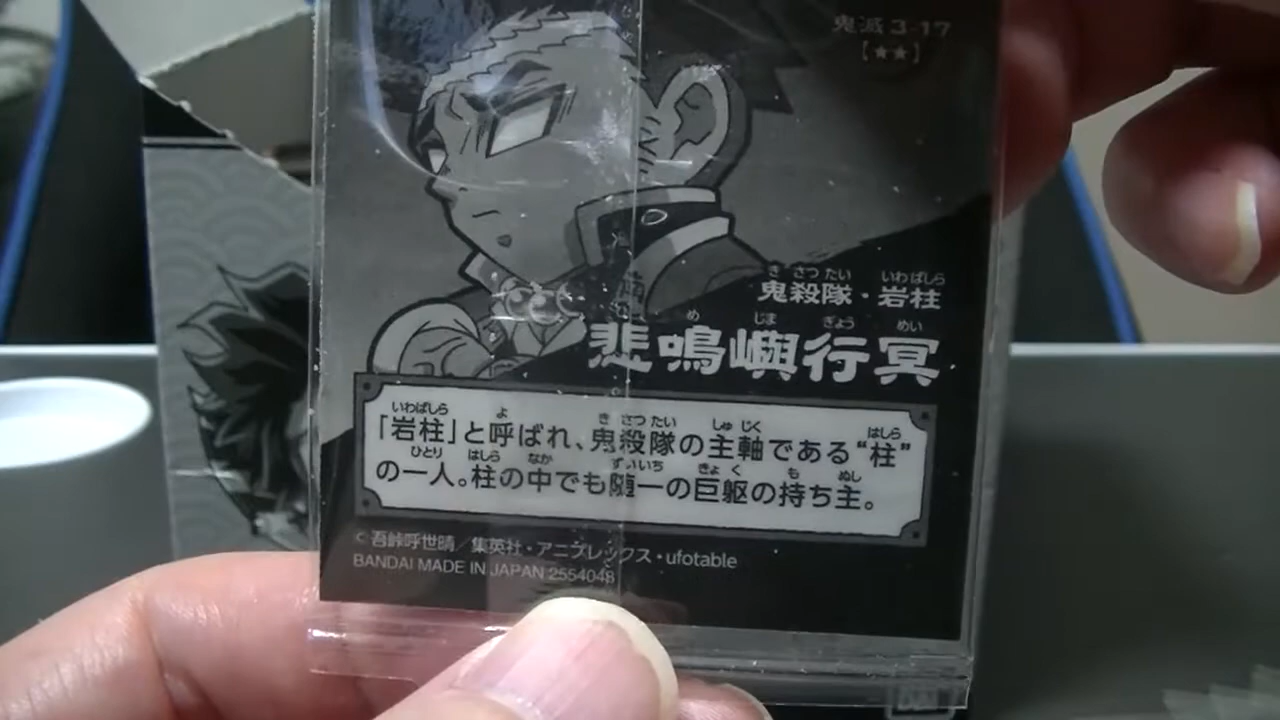 鬼滅 3-17
[★★]
き さつ たい いわ ばしら
鬼殺隊・岩柱
ひ め じま ぎょう めい
悲鳴嶼行冥
いわばしら よ き さつ たい しゅ じく はしら
「岩柱」と呼ばれ、鬼殺隊の主軸である“柱”
ひとり はしら なか ずいいち きょ く も ぬし
の一人。柱の中でも随一の巨躯の持ち主。
© 吾峠呼世晴／集英社・アニプレックス・ufotable
BANDAI MADE IN JAPAN 2554048